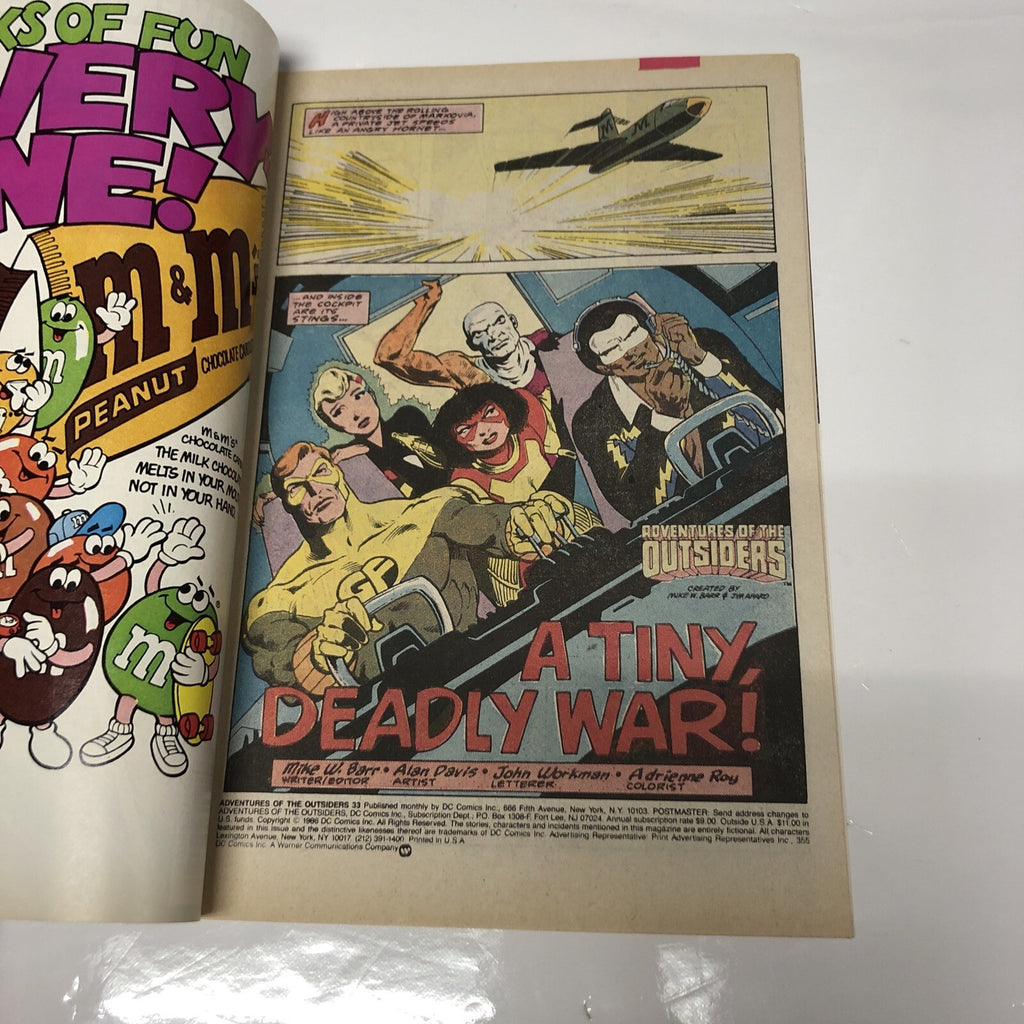 KS OF FUN
VERY
NE!
m&m's
CHOCOLATE
PEANUT
M&M's®
CHOCOLATE
THE MILK CHOCOL
MELTS IN YOUR MO
NOT IN YOUR HAND
m
m
m
HIGH ABOVE THE ROLLING
COUNTRYSIDE OF MARKOVIA,
A PRIVATE JET SPEEDS
LIKE AN ANGRY HORNET...
...AND INSIDE
THE COCKPIT
ARE ITS
STINGS...
GF
ADVENTURES OF THE
OUTSIDERS™
CREATED BY
MIKE W. BARR & JIM APARO
A TINY,
DEADLY WAR!
Mike W. Barr • Alan Davis • John Workman • Adrienne Roy
WRITER/EDITOR ARTIST LETTERER COLORIST
ADVENTURES OF THE OUTSIDERS 33 Published monthly by DC Comics Inc., 666 Fifth Avenue, New York, N.Y. 10103. POSTMASTER: Send address changes to
ADVENTURES OF THE OUTSIDERS, DC Comics Inc., Subscription Dept., P.O. Box 1308-F, Fort Lee, NJ 07024. Annual subscription rate $9.00. Outside U.S.A. $11.00 in
U.S. funds. Copyright © 1986 DC Comics Inc. All Rights Reserved. The stories, characters and incidents mentioned in this magazine are entirely fictional. All characters
featured in this issue and the distinctive likenesses thereof are trademarks of DC Comics Inc. Advertising Representative: Print Advertising Representatives Inc., 355
Lexington Avenue, New York, NY 10017. (212) 391-1400. Printed in U.S.A.
DC Comics Inc. A Warner Communications Company